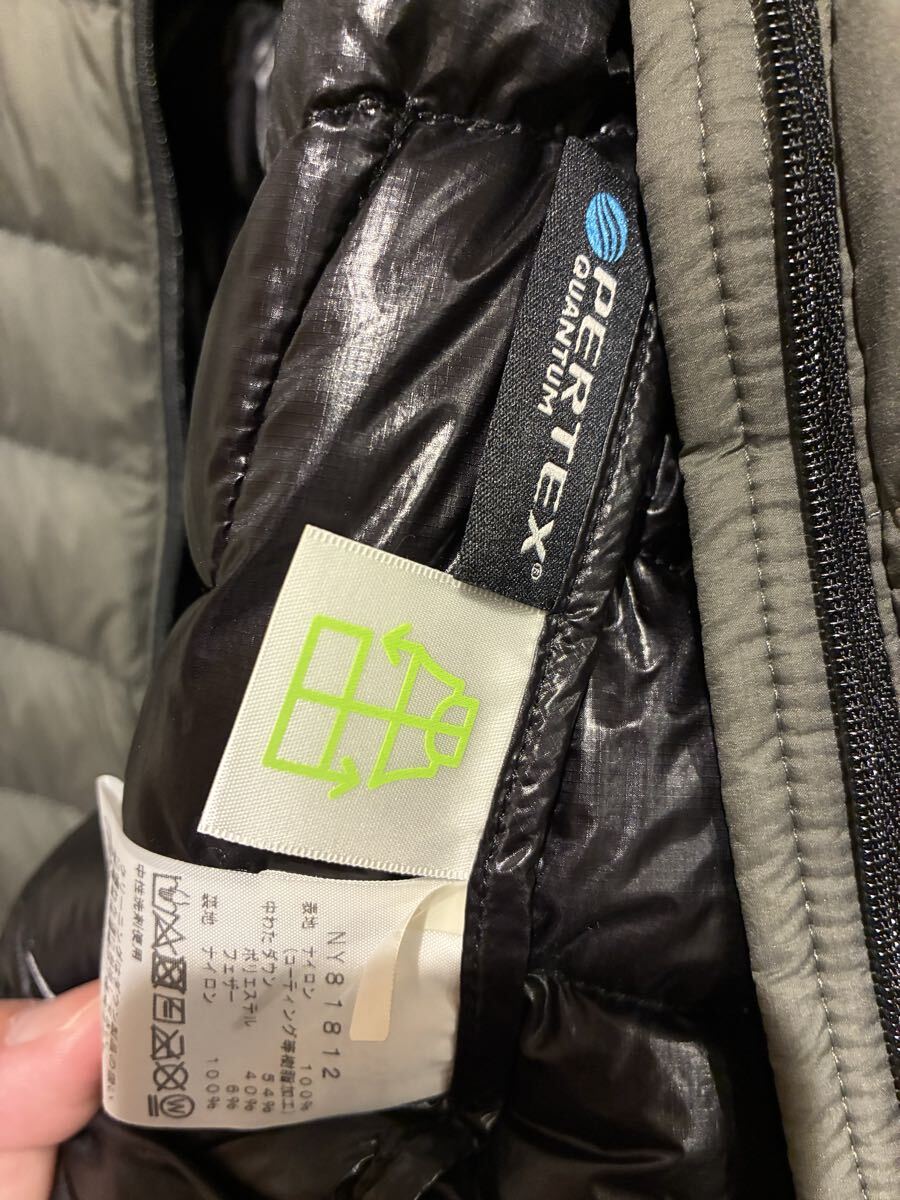 PERTEX®
QUANTUM
NY81812
表地 ナイロン 100%
(コーティング等樹脂加工)
中わた ダウン 54%
ポリエステル 40%
フェザー 6%
裏地 ナイロン 100%
W
中性洗剤使用